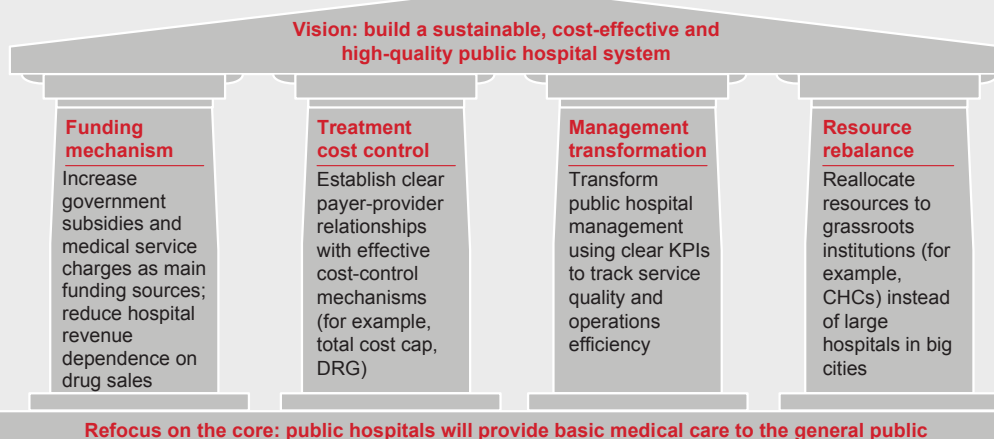 Vision: build a sustainable, cost-effective and
high-quality public hospital system
Funding
mechanism
Increase
government
subsidies and
medical service
charges as main
funding sources;
reduce hospital
revenue
dependence on
drug sales
Treatment
cost control
Establish clear
payer-provider
relationships
with effective
cost-control
mechanisms
(for example,
total cost cap,
DRG)
Management
transformation
Transform
public hospital
management
using clear KPIs
to track service
quality and
operations
efficiency
Resource
rebalance
Reallocate
resources to
grassroots
institutions (for
example,
CHCs) instead
of large
hospitals in big
cities
Refocus on the core: public hospitals will provide basic medical care to the general public